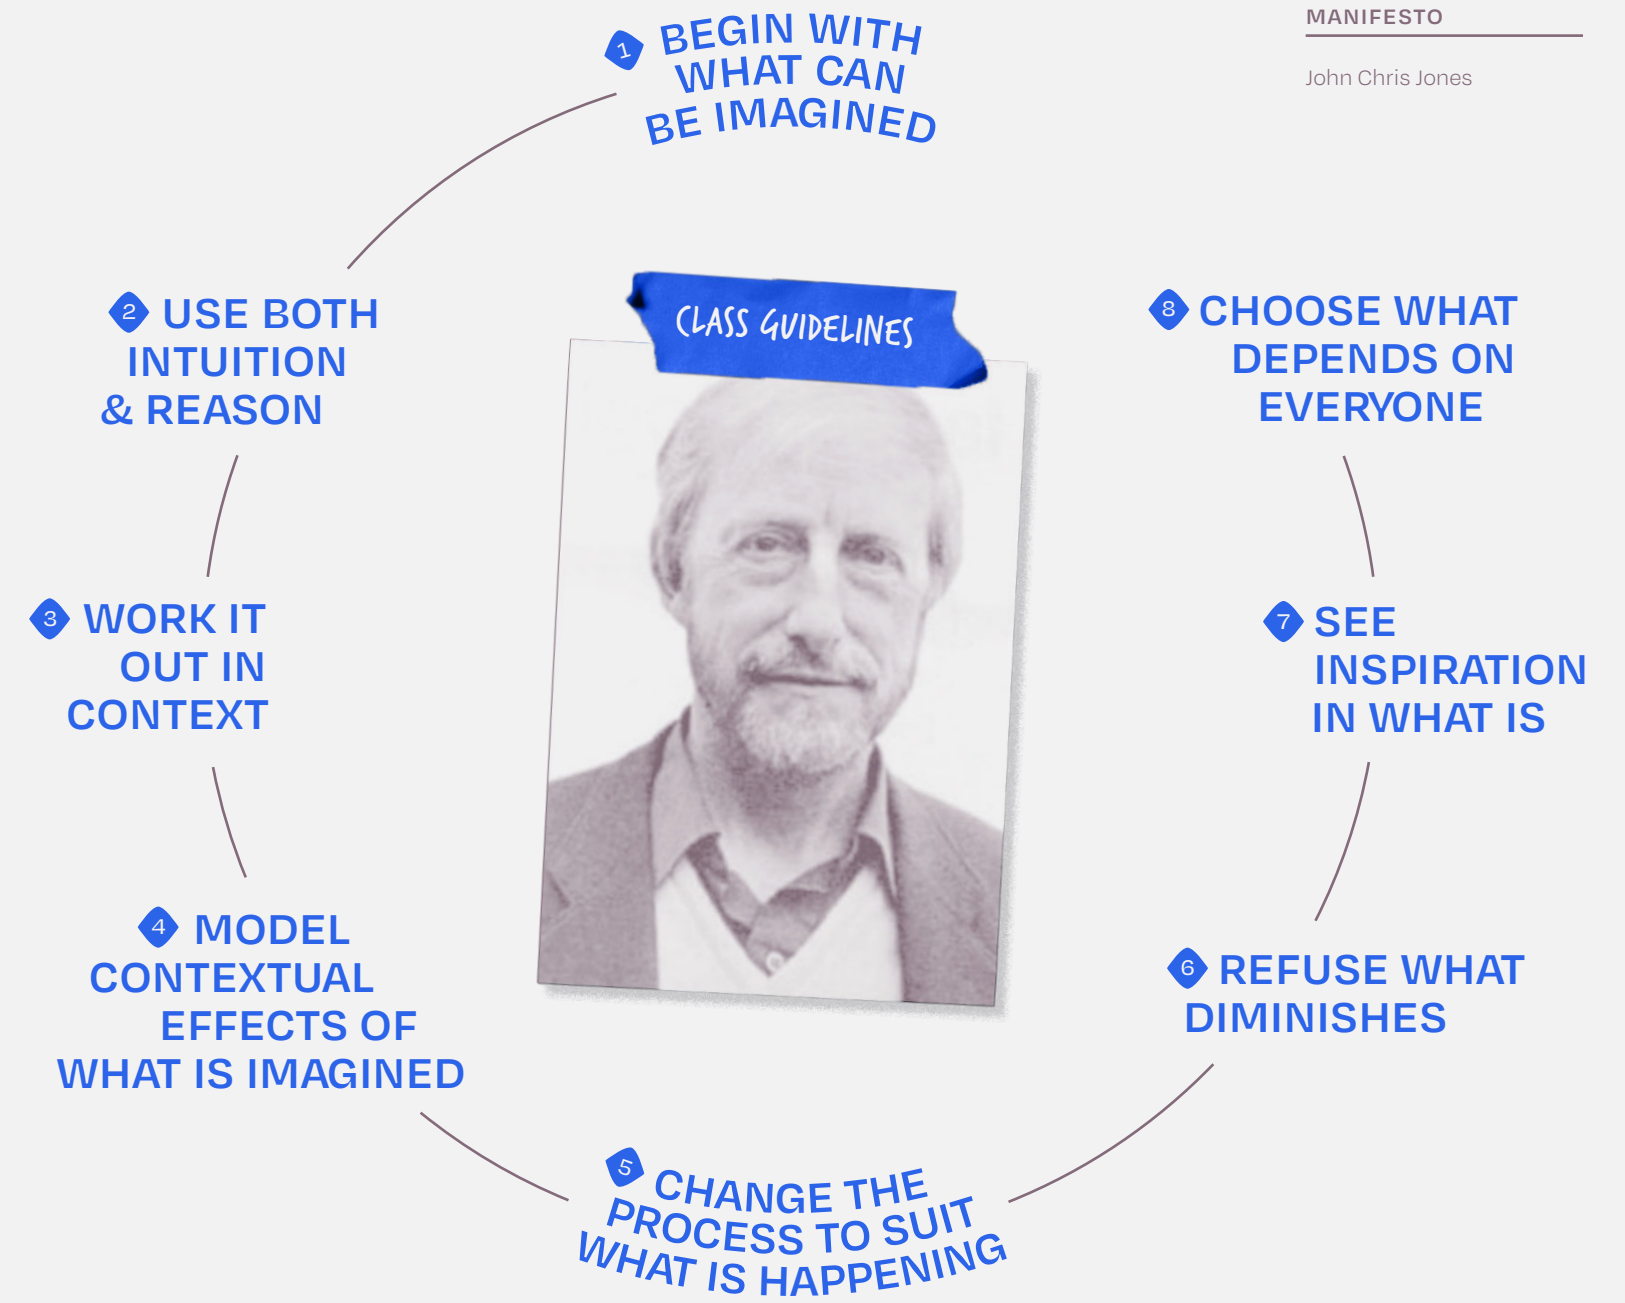 MANIFESTO
John Chris Jones
1 BEGIN WITH
WHAT CAN
BE IMAGINED
CLASS GUIDELINES
2 USE BOTH
INTUITION
& REASON
3 WORK IT
OUT IN
CONTEXT
4 MODEL
CONTEXTUAL
EFFECTS OF
WHAT IS IMAGINED
5 CHANGE THE
PROCESS TO SUIT
WHAT IS HAPPENING
6 REFUSE WHAT
DIMINISHES
7 SEE
INSPIRATION
IN WHAT IS
8 CHOOSE WHAT
DEPENDS ON
EVERYONE